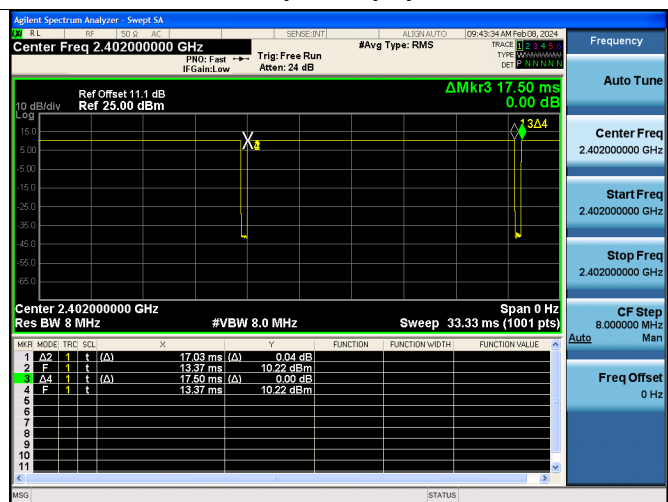 Agilent Spectrum Analyzer - Swept SA
RL RF 50 Ω AC SENSE:INT ALIGN AUTO 09:43:34 AM Feb 08, 2024
Center Freq 2.402000000 GHz #Avg Type: RMS TRACE 1 2 3 4 5 6
PNO: Fast Trig: Free Run TYPE WWWWWW
IFGain:Low Atten: 24 dB DET P N N N N N
ΔMkr3 17.50 ms
0.00 dB
Ref Offset 11.1 dB
10 dB/div Ref 25.00 dBm
Log
15.0
5.00
-5.00
-15.0
-25.0
-35.0
-45.0
-55.0
-65.0
X 2
1 3Δ4
Center 2.402000000 GHz Span 0 Hz
Res BW 8 MHz #VBW 8.0 MHz Sweep 33.33 ms (1001 pts)
MKR MODE TRC SCL X Y FUNCTION FUNCTION WIDTH FUNCTION VALUE
1 Δ2 1 t (Δ) 17.03 ms (Δ) 0.04 dB
2 F 1 t 13.37 ms 10.22 dBm
3 Δ4 1 t (Δ) 17.50 ms (Δ) 0.00 dB
4 F 1 t 13.37 ms 10.22 dBm
5
6
7
8
9
10
11
MSG STATUS
Frequency
Auto Tune
Center Freq
2.402000000 GHz
Start Freq
2.402000000 GHz
Stop Freq
2.402000000 GHz
CF Step
8.000000 MHz
Auto Man
Freq Offset
0 Hz